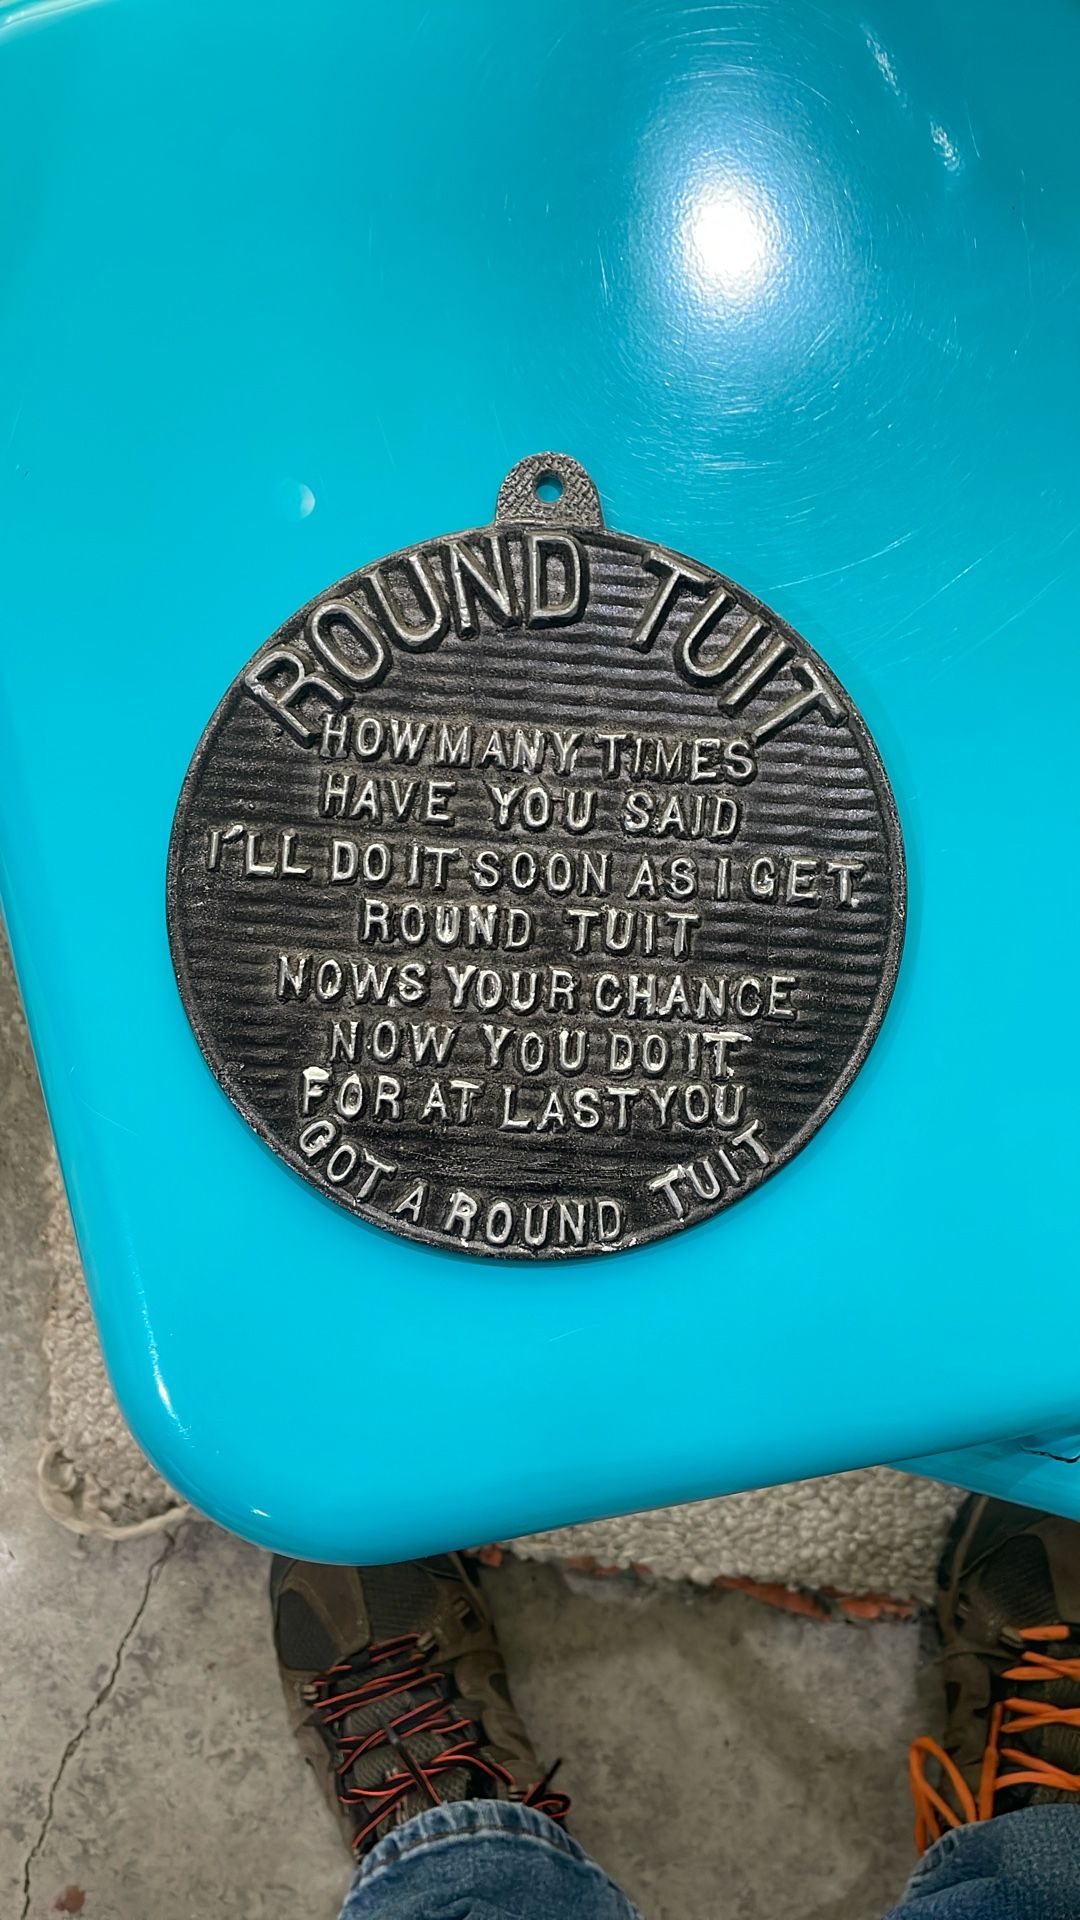 ROUND TUIT
HOW MANY TIMES
HAVE YOU SAID
I'LL DO IT SOON AS I GET
ROUND TUIT
NOWS YOUR CHANCE
NOW YOU DO IT
FOR AT LAST YOU
GOT A ROUND TUIT